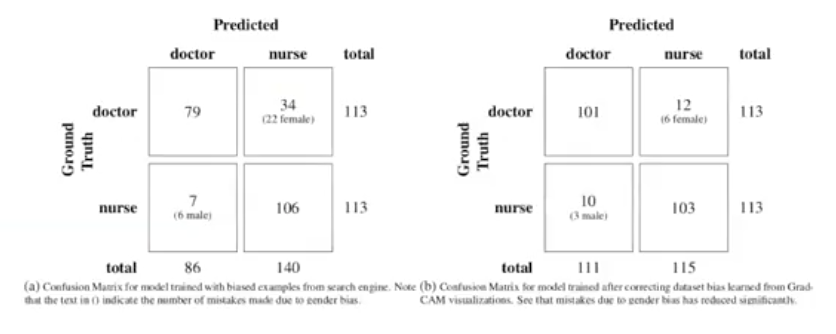 Predicted
doctor nurse total
doctor 79 34 113
(22 female)
Ground
Truth
nurse 7 106 113
(6 male)
total 86 140
(a) Confusion Matrix for model trained with biased examples from search engine. Note
that the text in () indicate the number of mistakes made due to gender bias.
Predicted
doctor nurse total
doctor 101 12 113
(6 female)
Ground
Truth
nurse 10 103 113
(3 male)
total 111 115
(b) Confusion Matrix for model trained after correcting dataset bias learned from Grad-
CAM visualizations. See that mistakes due to gender bias has reduced significantly.